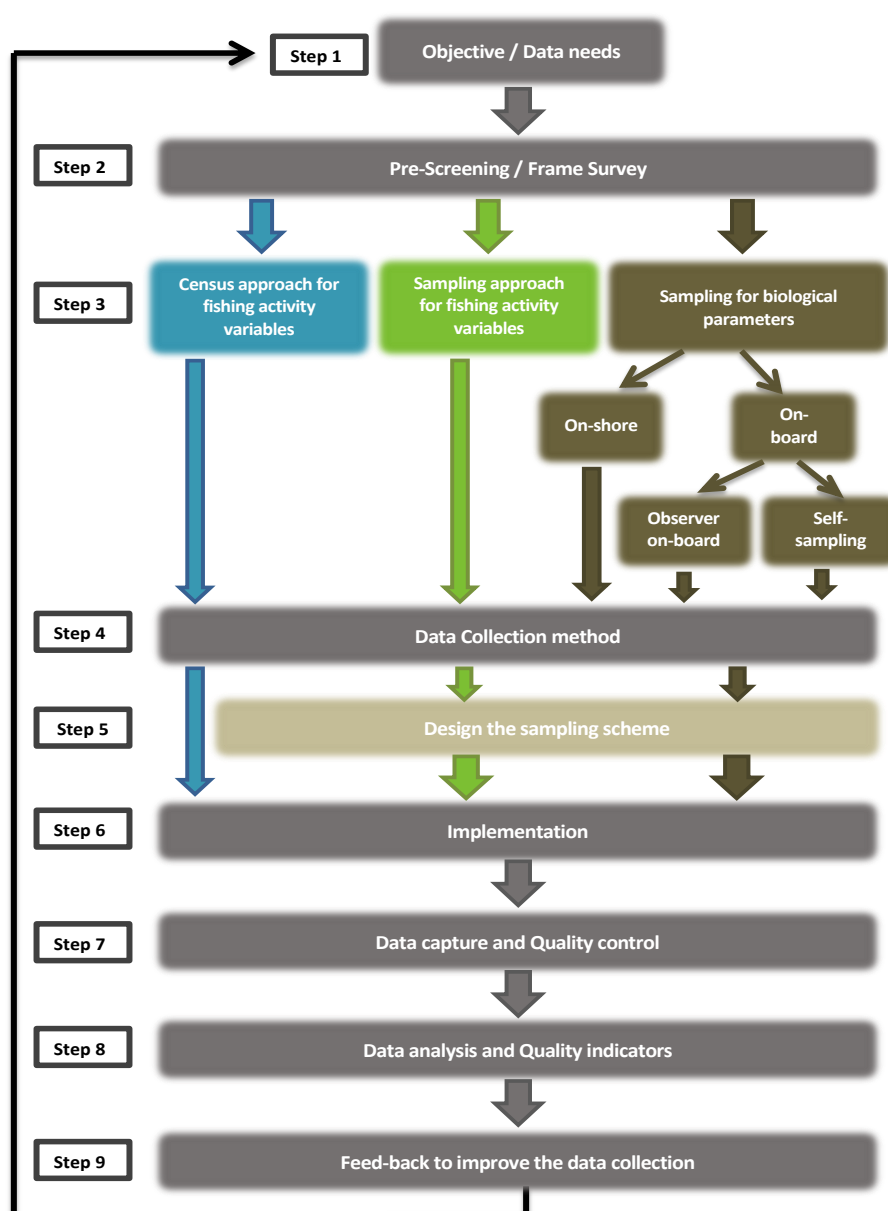 Step 1
Objective / Data needs
Step 2
Pre-Screening / Frame Survey
Step 3
Census approach for
fishing activity
variables
Sampling approach
for fishing activity
variables
Sampling for biological
parameters
On-shore
On-
board
Observer
on-board
Self-
sampling
Step 4
Data Collection method
Step 5
Design the sampling scheme
Step 6
Implementation
Step 7
Data capture and Quality control
Step 8
Data analysis and Quality indicators
Step 9
Feed-back to improve the data collection